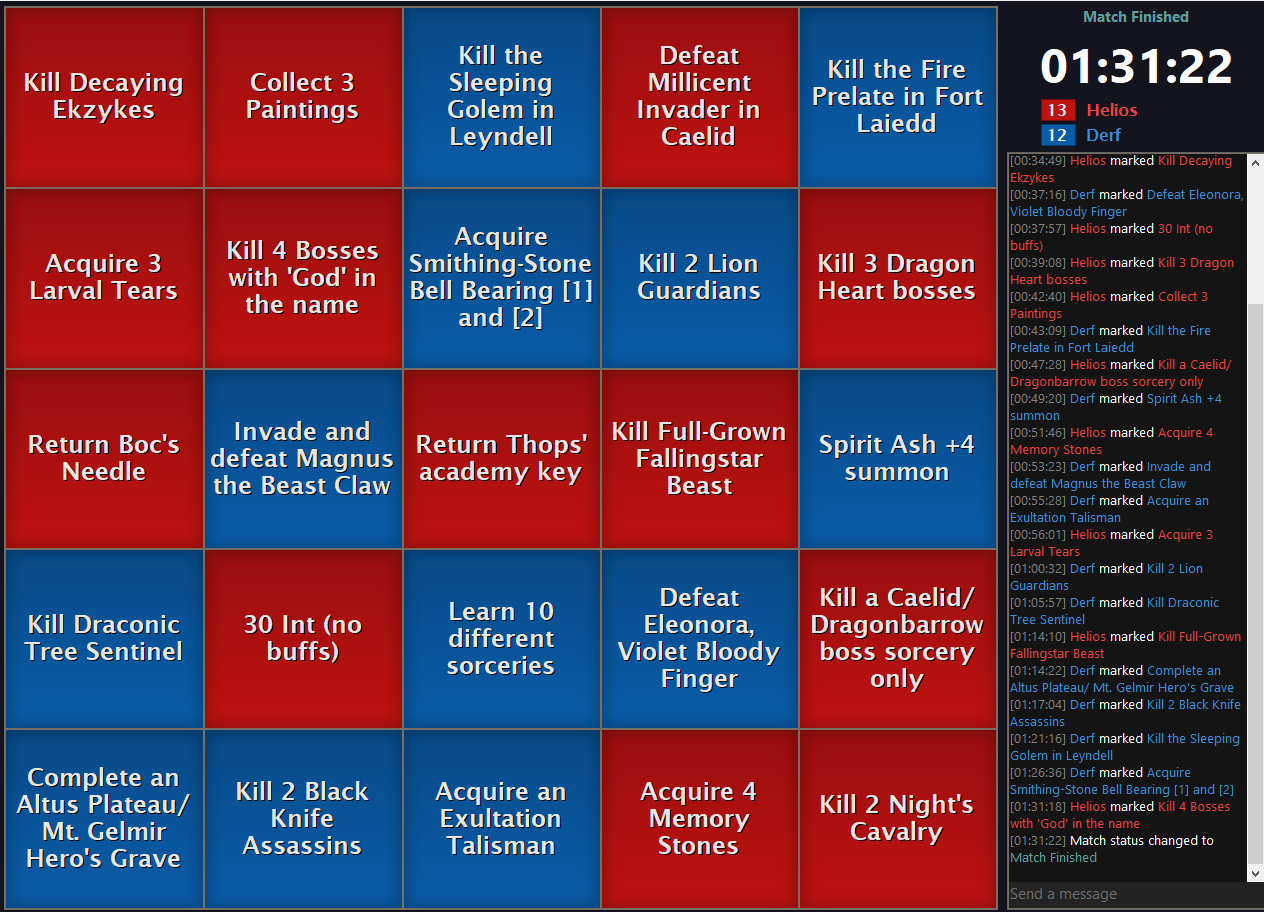 Kill Decaying
Ekzykes
Collect 3
Paintings
Kill the
Sleeping
Golem in
Leyndell
Defeat
Millicent
Invader in
Caelid
Kill the Fire
Prelate in Fort
Laiedd
Acquire 3
Larval Tears
Kill 4 Bosses
with 'God' in
the name
Acquire
Smithing-Stone
Bell Bearing [1]
and [2]
Kill 2 Lion
Guardians
Kill 3 Dragon
Heart bosses
Return Boc's
Needle
Invade and
defeat Magnus
the Beast Claw
Return Thops'
academy key
Kill Full-Grown
Fallingstar
Beast
Spirit Ash +4
summon
Kill Draconic
Tree Sentinel
30 Int (no
buffs)
Learn 10
different
sorceries
Defeat
Eleonora,
Violet Bloody
Finger
Kill a Caelid/
Dragonbarrow
boss sorcery
only
Complete an
Altus Plateau/
Mt. Gelmir
Hero's Grave
Kill 2 Black
Knife
Assassins
Acquire an
Exultation
Talisman
Acquire 4
Memory
Stones
Kill 2 Night's
Cavalry
Match Finished
01:31:22
13 Helios
12 Derf
[00:34:49] Helios marked Kill Decaying
Ekzykes
[00:37:16] Derf marked Defeat Eleonora,
Violet Bloody Finger
[00:37:57] Helios marked 30 Int (no
buffs)
[00:39:08] Helios marked Kill 3 Dragon
Heart bosses
[00:42:40] Helios marked Collect 3
Paintings
[00:43:09] Derf marked Kill the Fire
Prelate in Fort Laiedd
[00:47:28] Helios marked Kill a Caelid/
Dragonbarrow boss sorcery only
[00:49:20] Derf marked Spirit Ash +4
summon
[00:51:46] Helios marked Acquire 4
Memory Stones
[00:53:23] Derf marked Invade and
defeat Magnus the Beast Claw
[00:55:28] Derf marked Acquire an
Exultation Talisman
[00:56:01] Helios marked Acquire 3
Larval Tears
[01:00:32] Derf marked Kill 2 Lion
Guardians
[01:05:57] Derf marked Kill Draconic
Tree Sentinel
[01:14:10] Helios marked Kill Full-Grown
Fallingstar Beast
[01:14:22] Derf marked Complete an
Altus Plateau/ Mt. Gelmir Hero's Grave
[01:17:04] Derf marked Kill 2 Black Knife
Assassins
[01:21:16] Derf marked Kill the Sleeping
Golem in Leyndell
[01:26:36] Derf marked Acquire
Smithing-Stone Bell Bearing [1] and [2]
[01:31:18] Helios marked Kill 4 Bosses
with 'God' in the name
[01:31:22] Match status changed to
Match Finished
Send a message